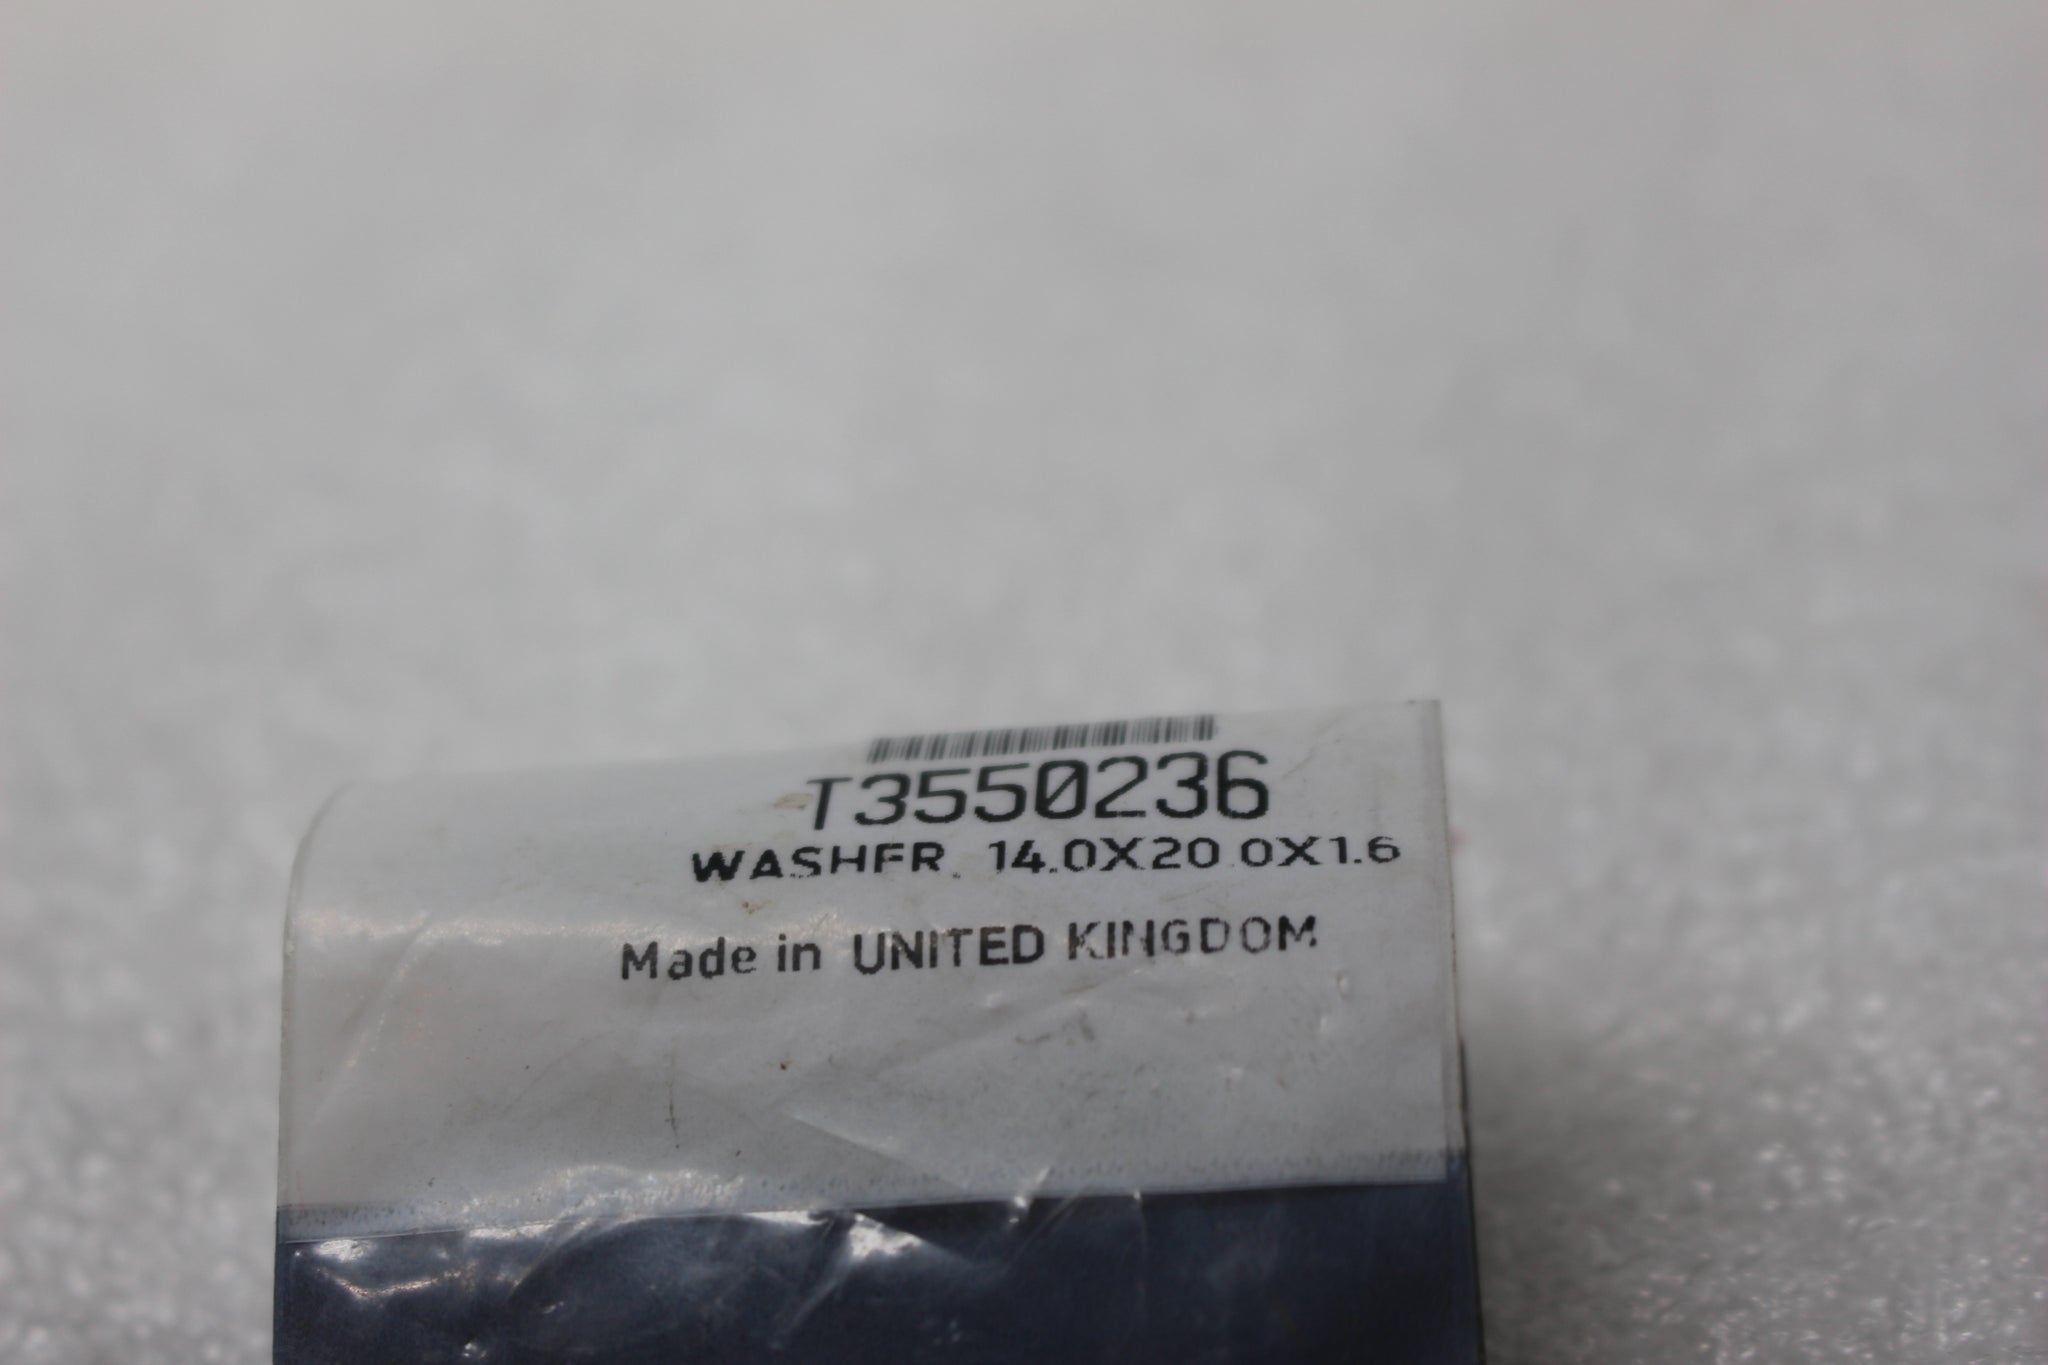 T3550236
WASHER, 14.0X20.0X1.6
Made in UNITED KINGDOM